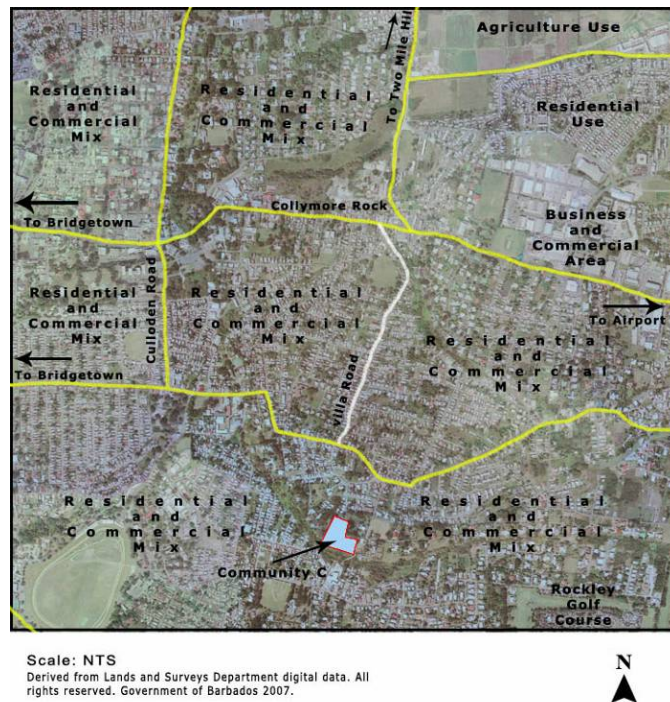 Agriculture Use
To Two Mile Hill
Residential
and
Commercial
Mix
Residential
and
Commercial
Mix
Residential
Use
Collymore Rock
To Bridgetown
Business
and
Commercial
Area
Culloden Road
Residential
and
Commercial
Mix
Residential
and
Commercial
Mix
To Airport
Residential
and
Commercial
Mix
To Bridgetown
Villa Road
Residential
and
Commercial
Mix
Residential
and
Commercial
Mix
Community C
Rockley
Golf
Course
Scale: NTS
Derived from Lands and Surveys Department digital data. All
rights reserved. Government of Barbados 2007.
N